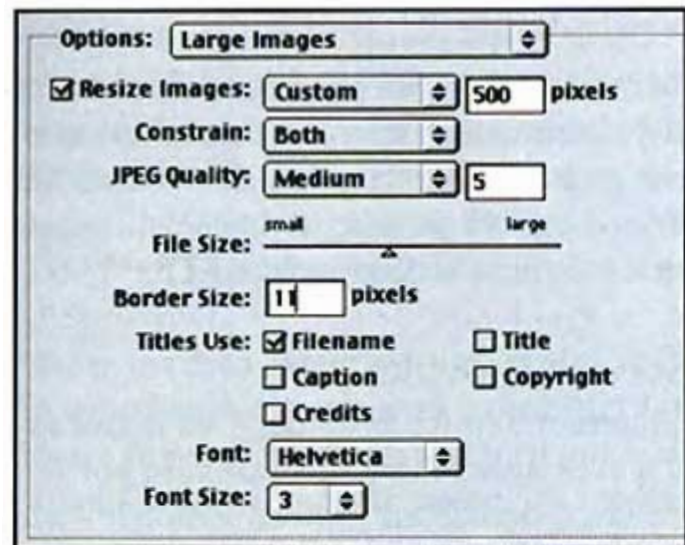 Options: Large Images
Resize Images: Custom 500 pixels
Constrain: Both
JPEG Quality: Medium 5
small large
File Size:
Border Size: 11 pixels
Titles Use: Filename Title
Caption Copyright
Credits
Font: Helvetica
Font Size: 3